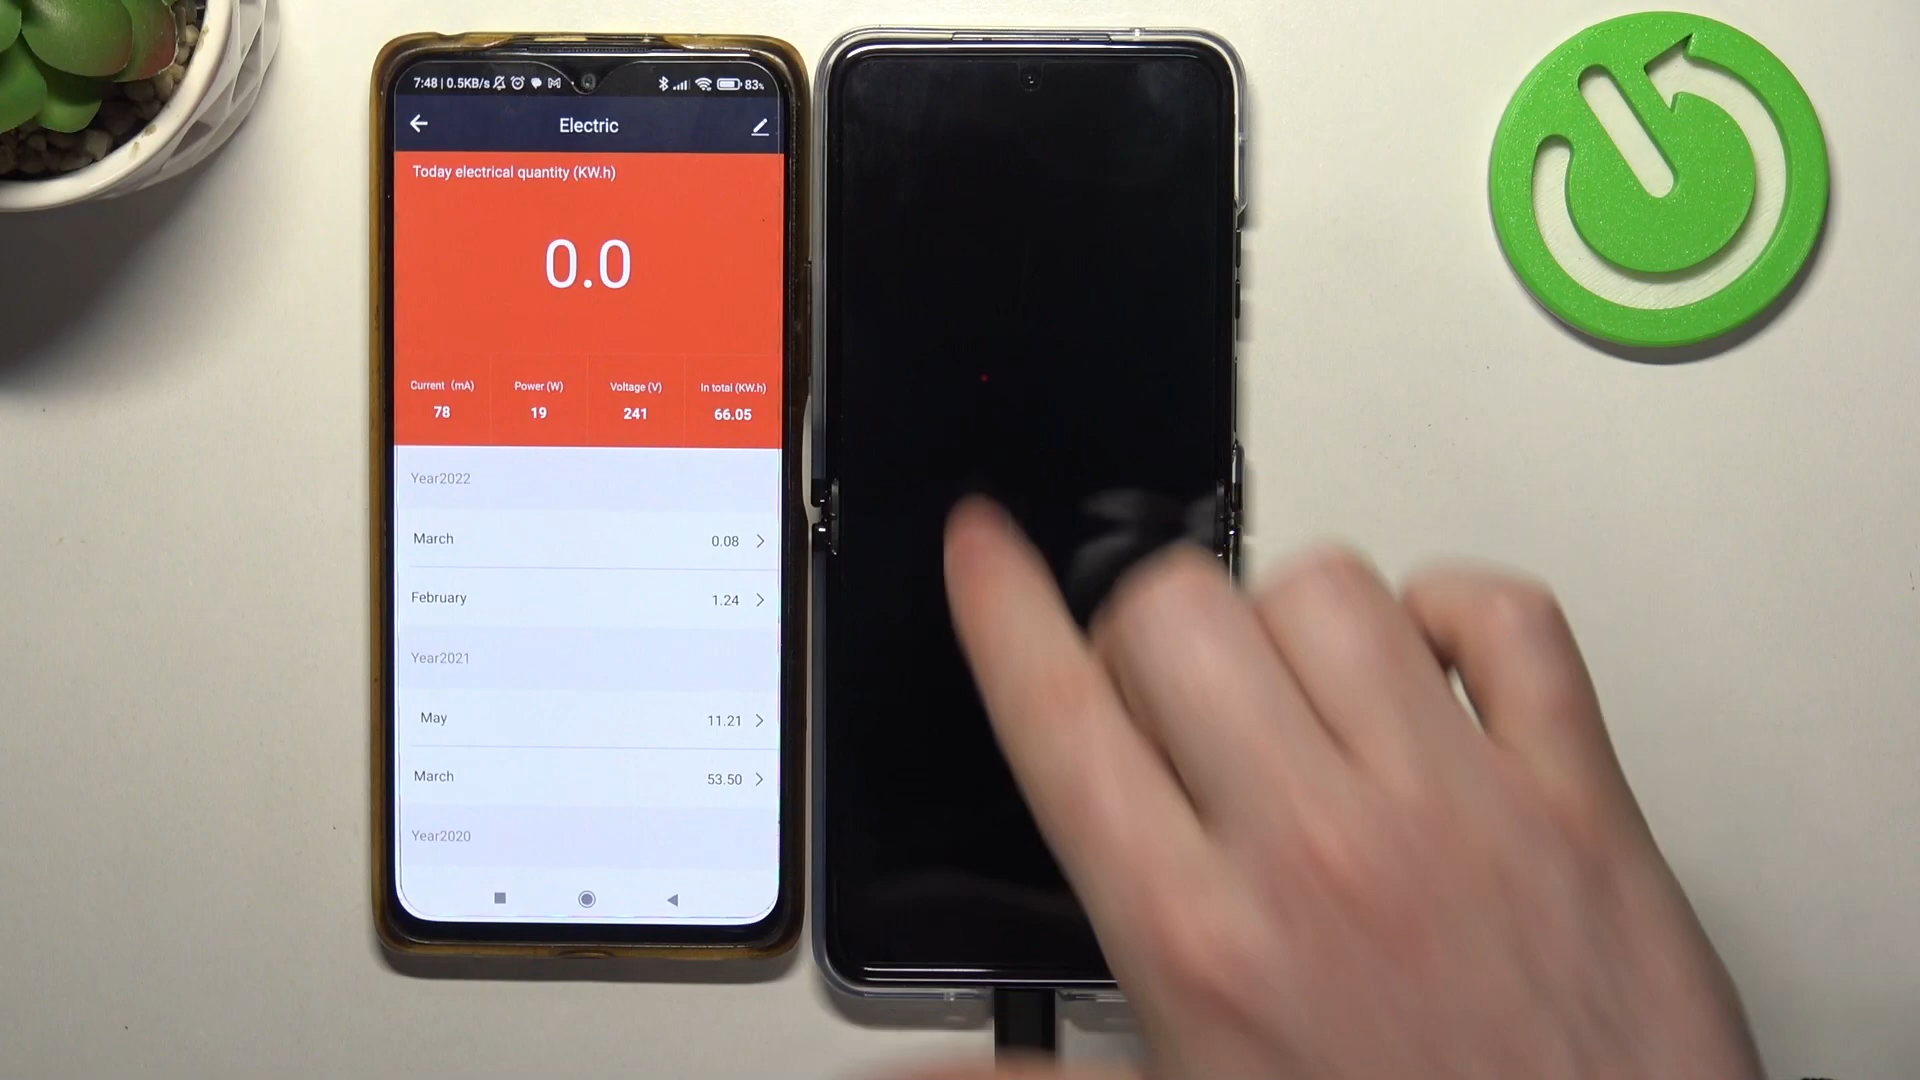 7:48 | 0.5KB/s 83%
Electric
Today electrical quantity (KW.h)
0.0
Current (mA) Power (W) Voltage (V) In total (KW.h)
78 19 241 66.05
Year2022
March 0.08
February 1.24
Year2021
May 11.21
March 53.50
Year2020